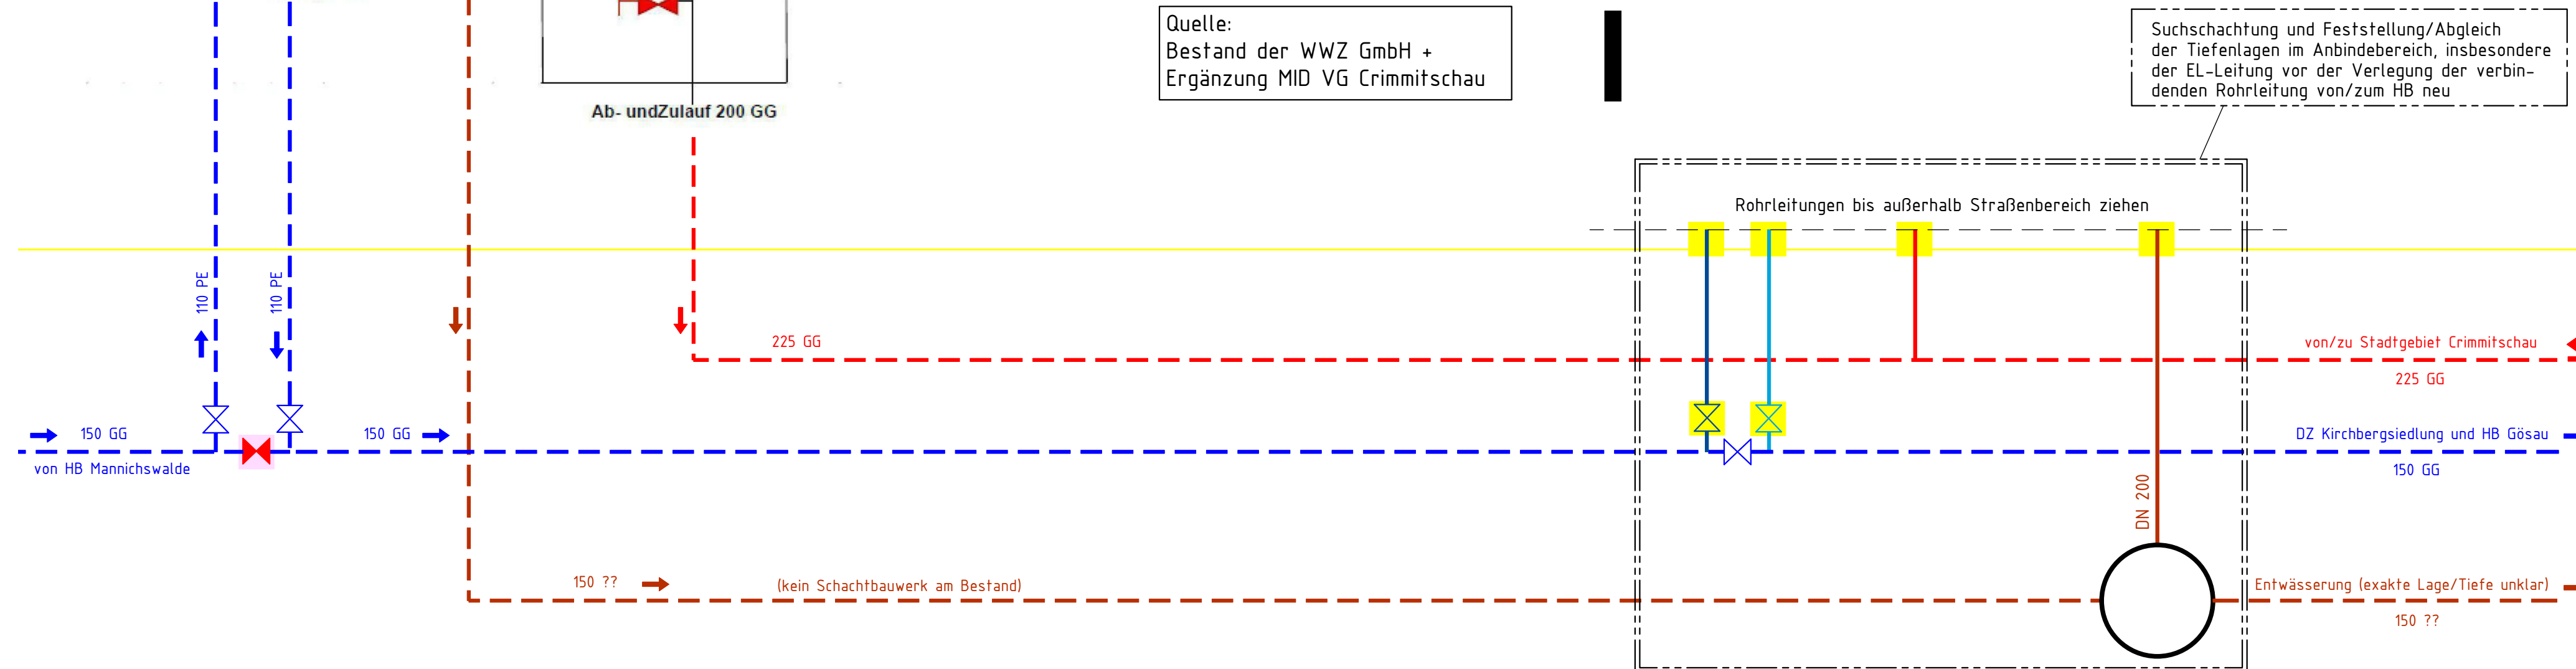 Quelle:
Bestand der WWZ GmbH +
Ergänzung MID VG Crimmitschau
Suchschachtung und Feststellung/Abgleich
der Tiefenlagen im Anbindebereich, insbesondere
der EL-Leitung vor der Verlegung der verbin-
denden Rohrleitung von/zum HB neu
Ab- undZulauf 200 GG
Rohrleitungen bis außerhalb Straßenbereich ziehen
110 PE
110 PE
225 GG
von/zu Stadtgebiet Crimmitschau
225 GG
150 GG
150 GG
von HB Mannichswalde
DZ Kirchbergsiedlung und HB Gösau
150 GG
DN 200
150 ??
(kein Schachtbauwerk am Bestand)
Entwässerung (exakte Lage/Tiefe unklar)
150 ??